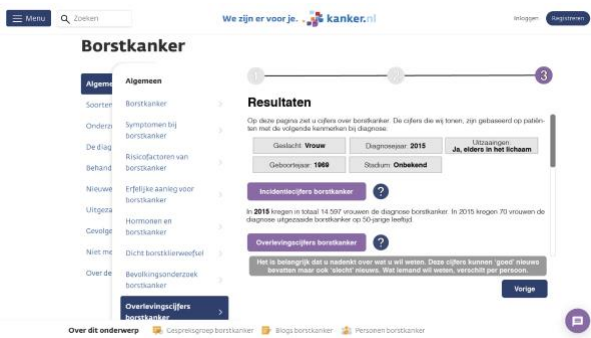 Menu
Zoeken
We zijn er voor je.
kanker.nl
Inloggen
Registreren
Borstkanker
Algeme
Soorten
Onderzo
De diag
Behand
Nieuwe
Uitgeza
Gevolge
Niet me
Over de
Algemeen
Borstkanker
Symptomen bij
borstkanker
Risicofactoren van
borstkanker
Erfelijke aanleg voor
borstkanker
Hormonen en
borstkanker
Dicht borstklierweefsel
Bevolkingsonderzoek
borstkanker
Overlevingscijfers
borstkanker
1
2
3
Resultaten
Op deze pagina ziet u cijfers over borstkanker. De cijfers die wij tonen, zijn gebaseerd op patiën-
ten met de volgende kenmerken bij diagnose:
Geslacht: Vrouw
Diagnosejaar: 2015
Uitzaaiingen:
Ja, elders in het lichaam
Geboortejaar: 1969
Stadium: Onbekend
Incidentiecijfers borstkanker
?
In 2015 kregen in totaal 14.597 vrouwen de diagnose borstkanker. In 2015 kregen 70 vrouwen de
diagnose uitgezaaide borstkanker op 50-jarige leeftijd.
Overlevingscijfers borstkanker
?
Het is belangrijk dat u nadenkt over wat u wil weten. Deze cijfers kunnen 'goed' nieuws
bevatten maar ook 'slecht' nieuws. Wat iemand wil weten, verschilt per persoon.
Vorige
Over dit onderwerp
Gespreksgroep borstkanker
Blogs borstkanker
Personen borstkanker